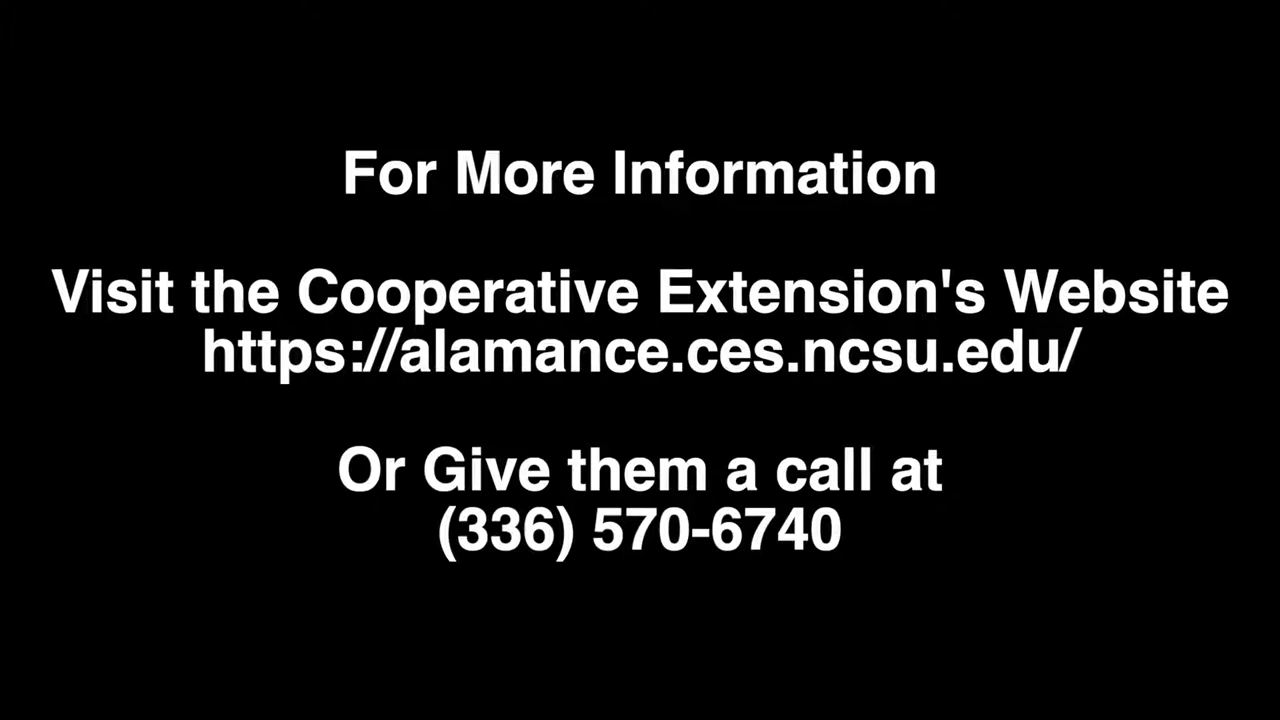 For More Information
Visit the Cooperative Extension's Website
https://alamance.ces.ncsu.edu/
Or Give them a call at
(336) 570-6740